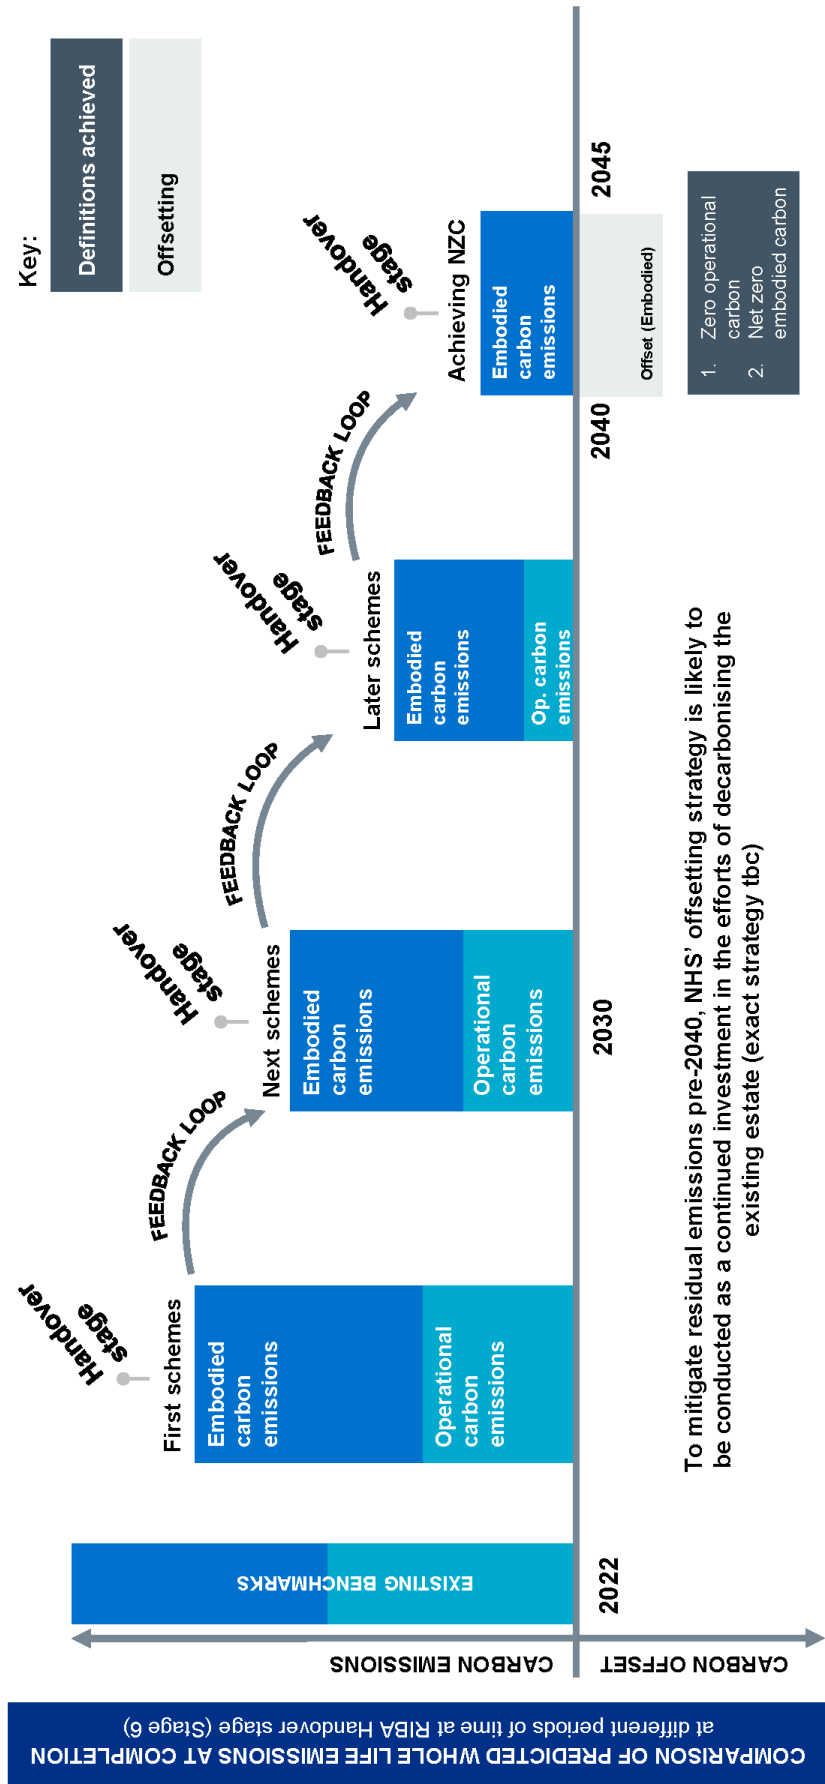 COMPARISON OF PREDICTED WHOLE LIFE EMISSIONS AT COMPLETION
at different periods of time at RIBA Handover stage (Stage 6)
CARBON EMISSIONS
CARBON OFFSET
Key:
Definitions achieved
Offsetting
EXISTING BENCHMARKS
2022
Handover
stage
First schemes
Embodied
carbon
emissions
Operational
carbon
emissions
FEEDBACK LOOP
Handover
stage
Next schemes
Embodied
carbon
emissions
Operational
carbon
emissions
2030
FEEDBACK LOOP
Handover
stage
Later schemes
Embodied
carbon
emissions
Op. carbon
emissions
FEEDBACK LOOP
Handover
stage
Achieving NZC
Embodied
carbon
emissions
2040
2045
Offset (Embodied)
1. Zero operational
carbon
2. Net zero
embodied carbon
To mitigate residual emissions pre-2040, NHS' offsetting strategy is likely to
be conducted as a continued investment in the efforts of decarbonising the
existing estate (exact strategy tbc)